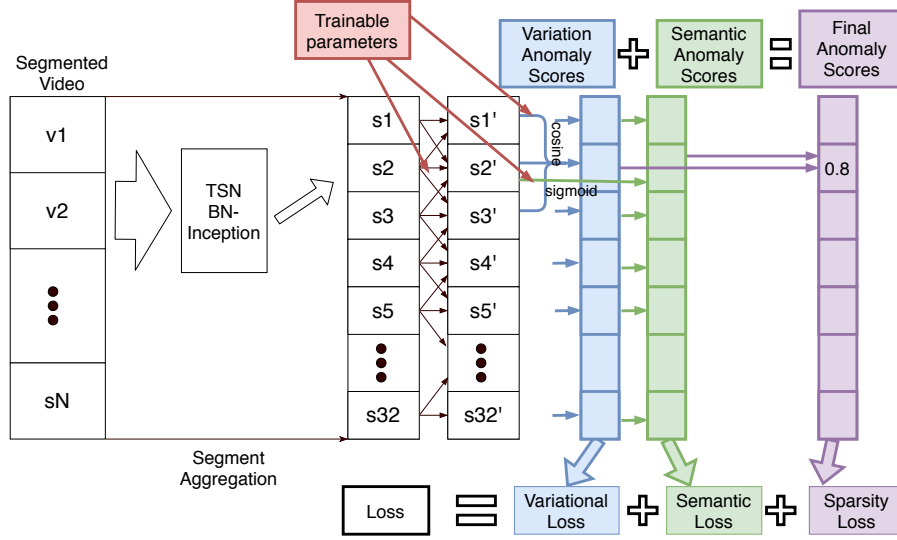 Trainable
parameters
Variation
Anomaly
Scores
Semantic
Anomaly
Scores
Final
Anomaly
Scores
Segmented
Video
v1
v2
sN
TSN
BN-
Inception
s1
s2
s3
s4
s5
s32
s1'
s2'
s3'
s4'
s5'
s32'
cosine
sigmoid
0.8
Segment
Aggregation
Loss
Variational
Loss
Semantic
Loss
Sparsity
Loss